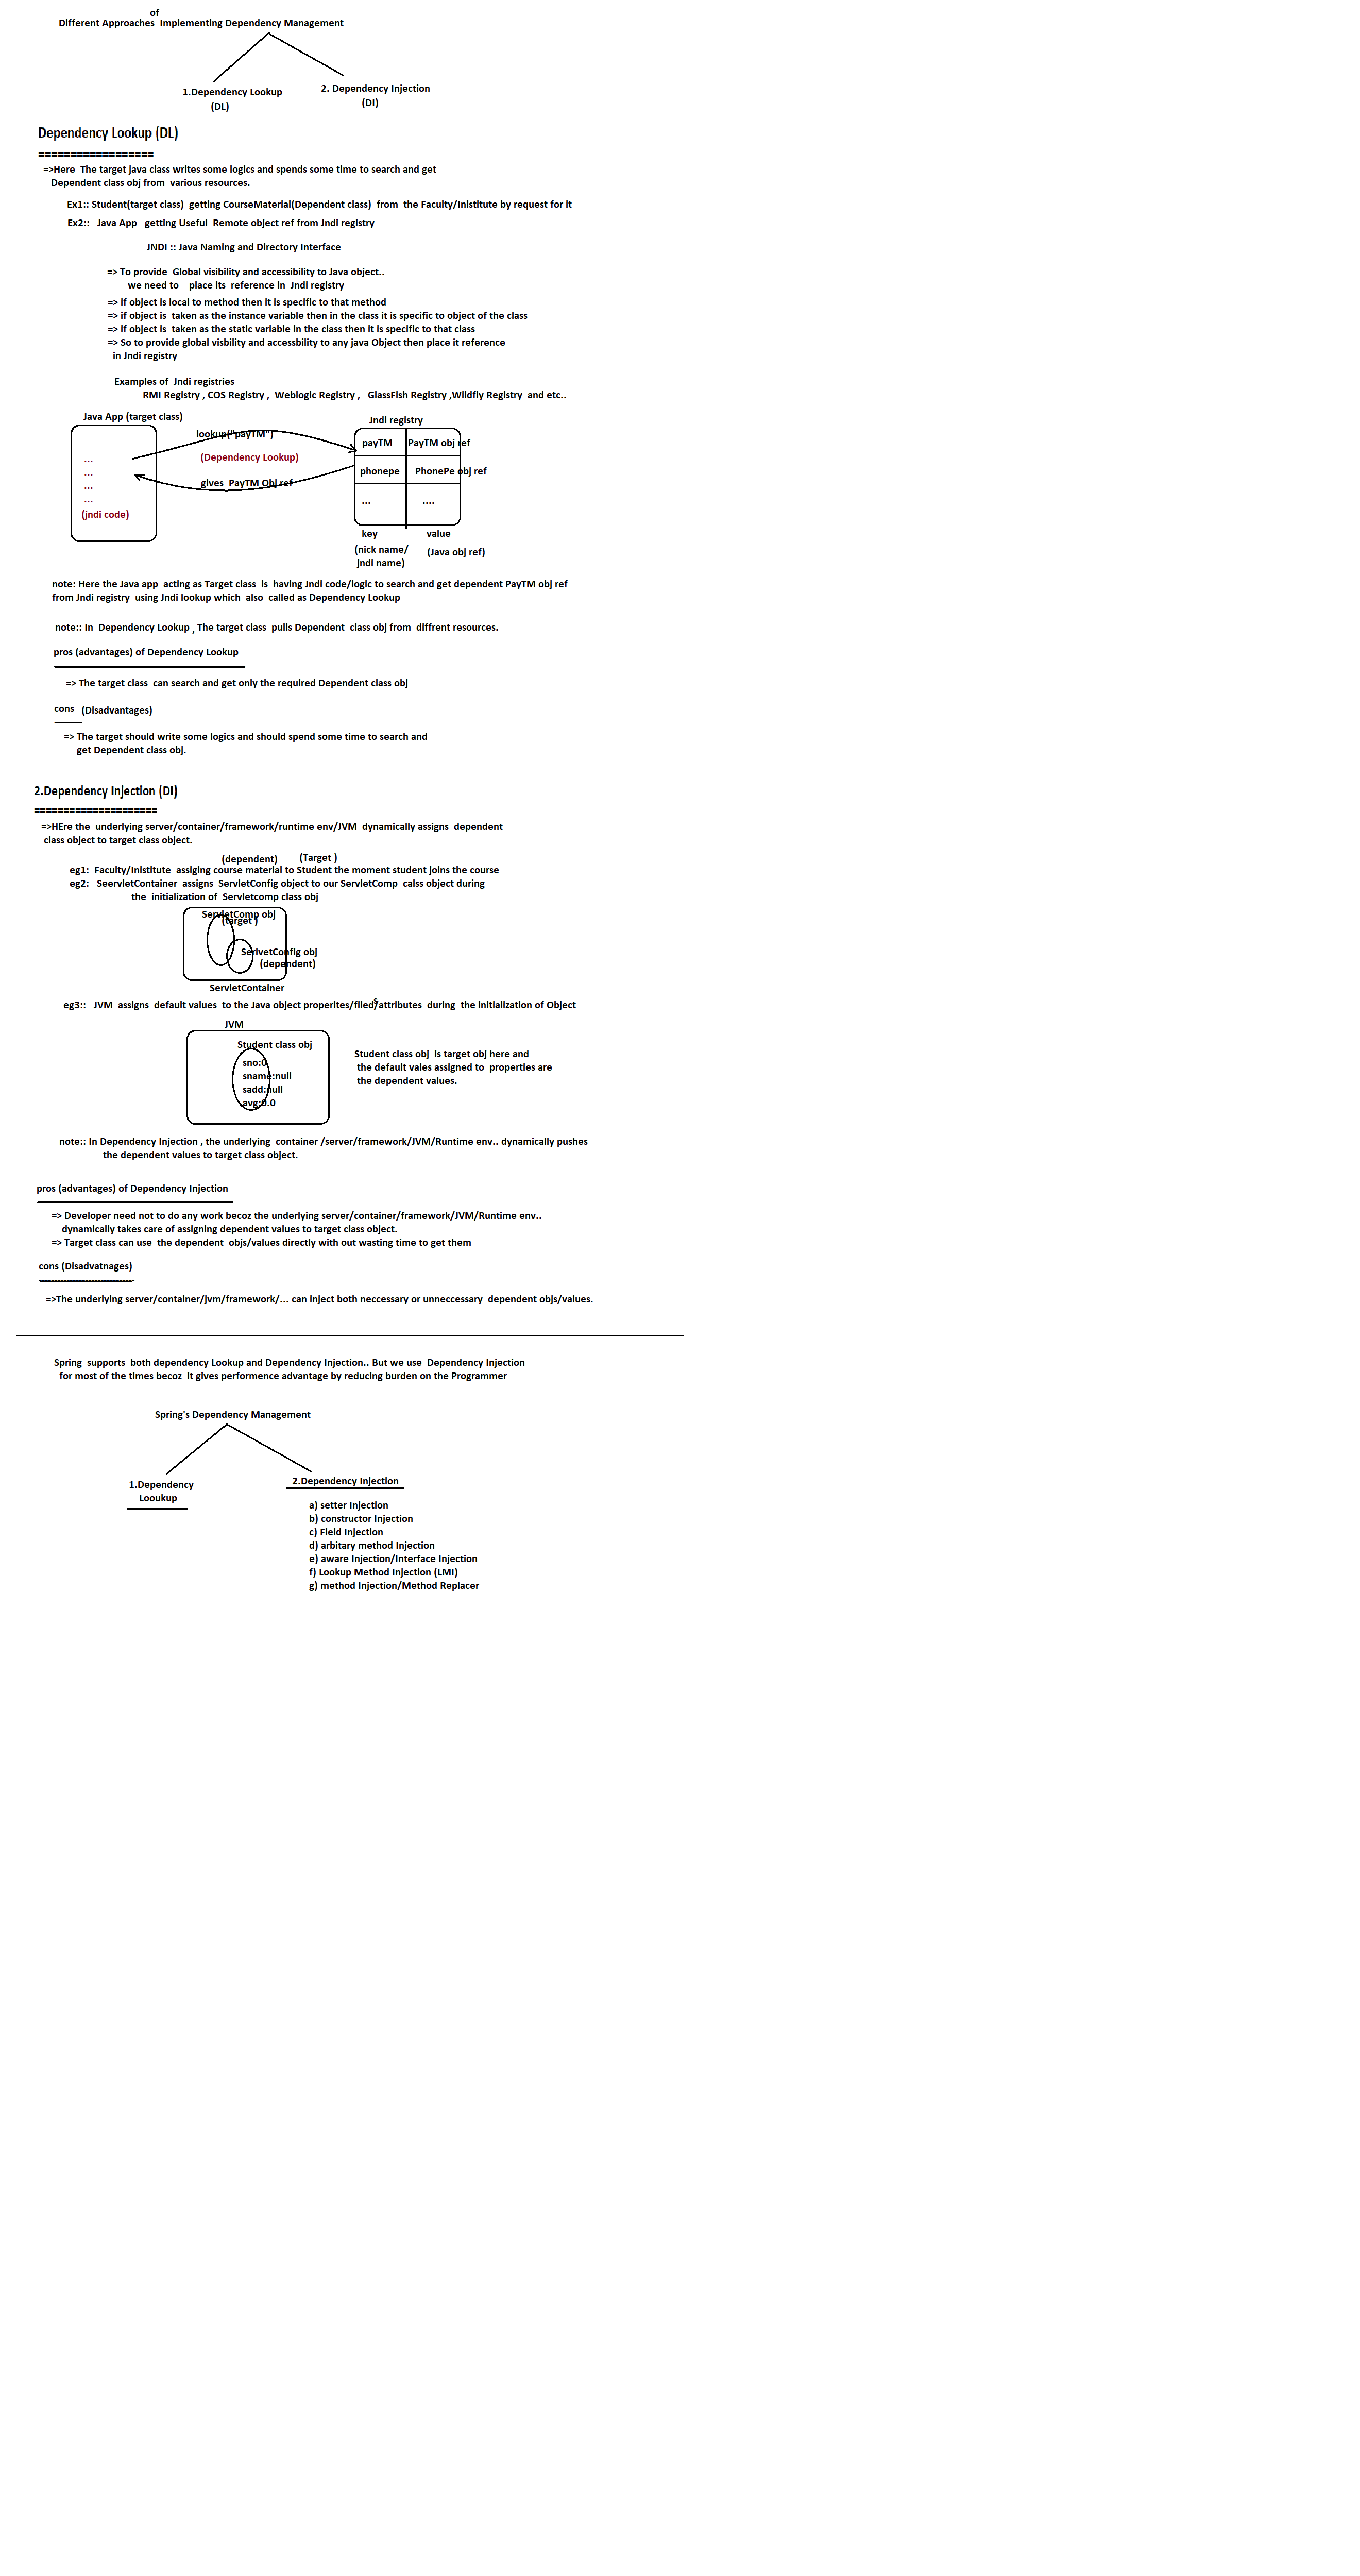 of
Different Approaches  Implementing Dependency Management
1.Dependency Lookup
(DL)
2. Dependency Injection
(DI)
Dependency Lookup (DL)
==================
=>Here  The target java class writes some logics and spends some time to search and get
Dependent class obj from  various resources.
Ex1:: Student(target class)  getting CourseMaterial(Dependent class)  from  the Faculty/Inistitute by request for it
Ex2::   Java App   getting Useful  Remote object ref from Jndi registry
JNDI :: Java Naming and Directory Interface
=> To provide  Global visibility and accessibility to Java object..
we need to    place its  reference in  Jndi registry
=> if object is local to method then it is specific to that method
=> if object is  taken as the instance variable then in the class it is specific to object of the class
=> if object is  taken as the static variable in the class then it is specific to that class
=> So to provide global visbility and accessbility to any java Object then place it reference
in Jndi registry
Examples of  Jndi registries
RMI Registry , COS Registry ,  Weblogic Registry ,   GlassFish Registry ,Wildfly Registry  and etc..
Java App (target class)
Jndi registry
lookup("payTM")
payTM
PayTM obj ref
...
(Dependency Lookup)
...
phonepe
PhonePe obj ref
...
gives  PayTM Obj ref
...
...
....
(jndi code)
key
value
(nick name/
jndi name)
(Java obj ref)
note: Here the Java app  acting as Target class  is  having Jndi code/logic to search and get dependent PayTM obj ref
from Jndi registry  using Jndi lookup which  also  called as Dependency Lookup
note:: In  Dependency Lookup , The target class  pulls Dependent  class obj from  diffrent resources.
pros (advantages) of Dependency Lookup
=> The target class  can search and get only the required Dependent class obj
cons  (Disadvantages)
=> The target should write some logics and should spend some time to search and
get Dependent class obj.
2.Dependency Injection (DI)
=====================
=>HEre the  underlying server/container/framework/runtime env/JVM  dynamically assigns  dependent
class object to target class object.
(dependent)
(Target )
eg1:  Faculty/Inistitute  assiging course material to Student the moment student joins the course
eg2:   SeervletContainer  assigns  ServletConfig object to our ServletComp  calss object during
the  initialization of  Servletcomp class obj
ServletComp obj
(target )
SerlvetConfig obj
(dependent)
ServletContainer
eg3::   JVM  assigns  default values  to the Java object properites/fileds/attributes  during  the initialization of Object
JVM
Student class obj
sno:0
sname:null
sadd:null
avg:0.0
Student class obj  is target obj here and
the default vales assigned to  properties are
the dependent values.
note:: In Dependency Injection , the underlying  container /server/framework/JVM/Runtime env.. dynamically pushes
the dependent values to target class object.
pros (advantages) of Dependency Injection
=> Developer need not to do any work becoz the underlying server/container/framework/JVM/Runtime env..
dynamically takes care of assigning dependent values to target class object.
=> Target class can use  the dependent  objs/values directly with out wasting time to get them
cons (Disadvatnages)
=>The underlying server/container/jvm/framework/... can inject both neccessary or unneccessary  dependent objs/values.
Spring  supports  both dependency Lookup and Dependency Injection.. But we use  Dependency Injection
for most of the times becoz  it gives performence advantage by reducing burden on the Programmer
Spring's Dependency Management
1.Dependency
Looukup
2.Dependency Injection
a) setter Injection
b) constructor Injection
c) Field Injection
d) arbitary method Injection
e) aware Injection/Interface Injection
f) Lookup Method Injection (LMI)
g) method Injection/Method Replacer